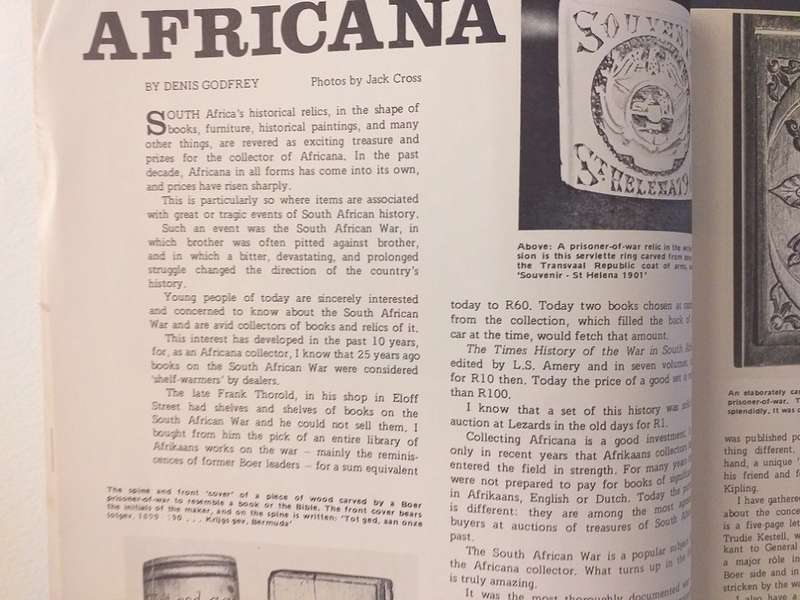 AFRICANA
BY DENIS GODFREY
Photos by Jack Cross
SOUTH Africa's historical relics, in the shape of
books, furniture, historical paintings, and many
other things, are revered as exciting treasure and
prizes for the collector of Africana. In the past
decade, Africana in all forms has come into its own,
and prices have risen sharply.
This is particularly so where items are associated
with great or tragic events of South African history.
Such an event was the South African War, in
which brother was often pitted against brother,
and in which a bitter, devastating, and prolonged
struggle changed the direction of the country's
history.
Young people of today are sincerely interested
and concerned to know about the South African
War and are avid collectors of books and relics of it.
This interest has developed in the past 10 years,
for, as an Africana collector, I know that 25 years ago
books on the South African War were considered
'shelf-warmers' by dealers.
The late Frank Thorold, in his shop in Eloff
Street had shelves and shelves of books on the
South African War and he could not sell them. I
bought from him the pick of an entire library of
Afrikaans works on the war – mainly the reminis-
cences of former Boer leaders – for a sum equivalent
The spine and front 'cover' of a piece of wood carved by a Boer
prisoner-of-war to resemble a book or the Bible. The front cover bears
the initials of the maker, and on the spine is written: 'Tot ged, aan onze
lotgev, 1899 190 . . . Krijgs gev, Bermuda'
SOUVEN
ST HELENA 19
Above: A prisoner-of-war relic in the
sion is this serviette ring carved from
the Transvaal Republic coat of arms,
'Souvenir - St Helena 1901'
today to R60. Today two books chosen at
from the collection, which filled the back of
car at the time, would fetch that amount.
The Times History of the War in South
edited by L.S. Amery and in seven volumes,
for R10 then. Today the price of a good set is
than R100.
I know that a set of this history was
auction at Lezards in the old days for R1.
Collecting Africana is a good investment,
only in recent years that Afrikaans collectors
entered the field in strength. For many years
were not prepared to pay for books of
in Afrikaans, English or Dutch. Today the
is different: they are among the most
buyers at auctions of treasures of South
past.
The South African War is a popular subject
the Africana collector. What turns up in the
is truly amazing.
It was the most thoroughly documented war
An elaborately
prisoner-of-war.
splendidly. It was
was published
thing different,
hand, a unique
his friend and
Kipling.
I have gathered
about the
is a five-page
Trudie Kestell,
kant to General
a major rôle in
Boer side and in
stricken by the
I also have a